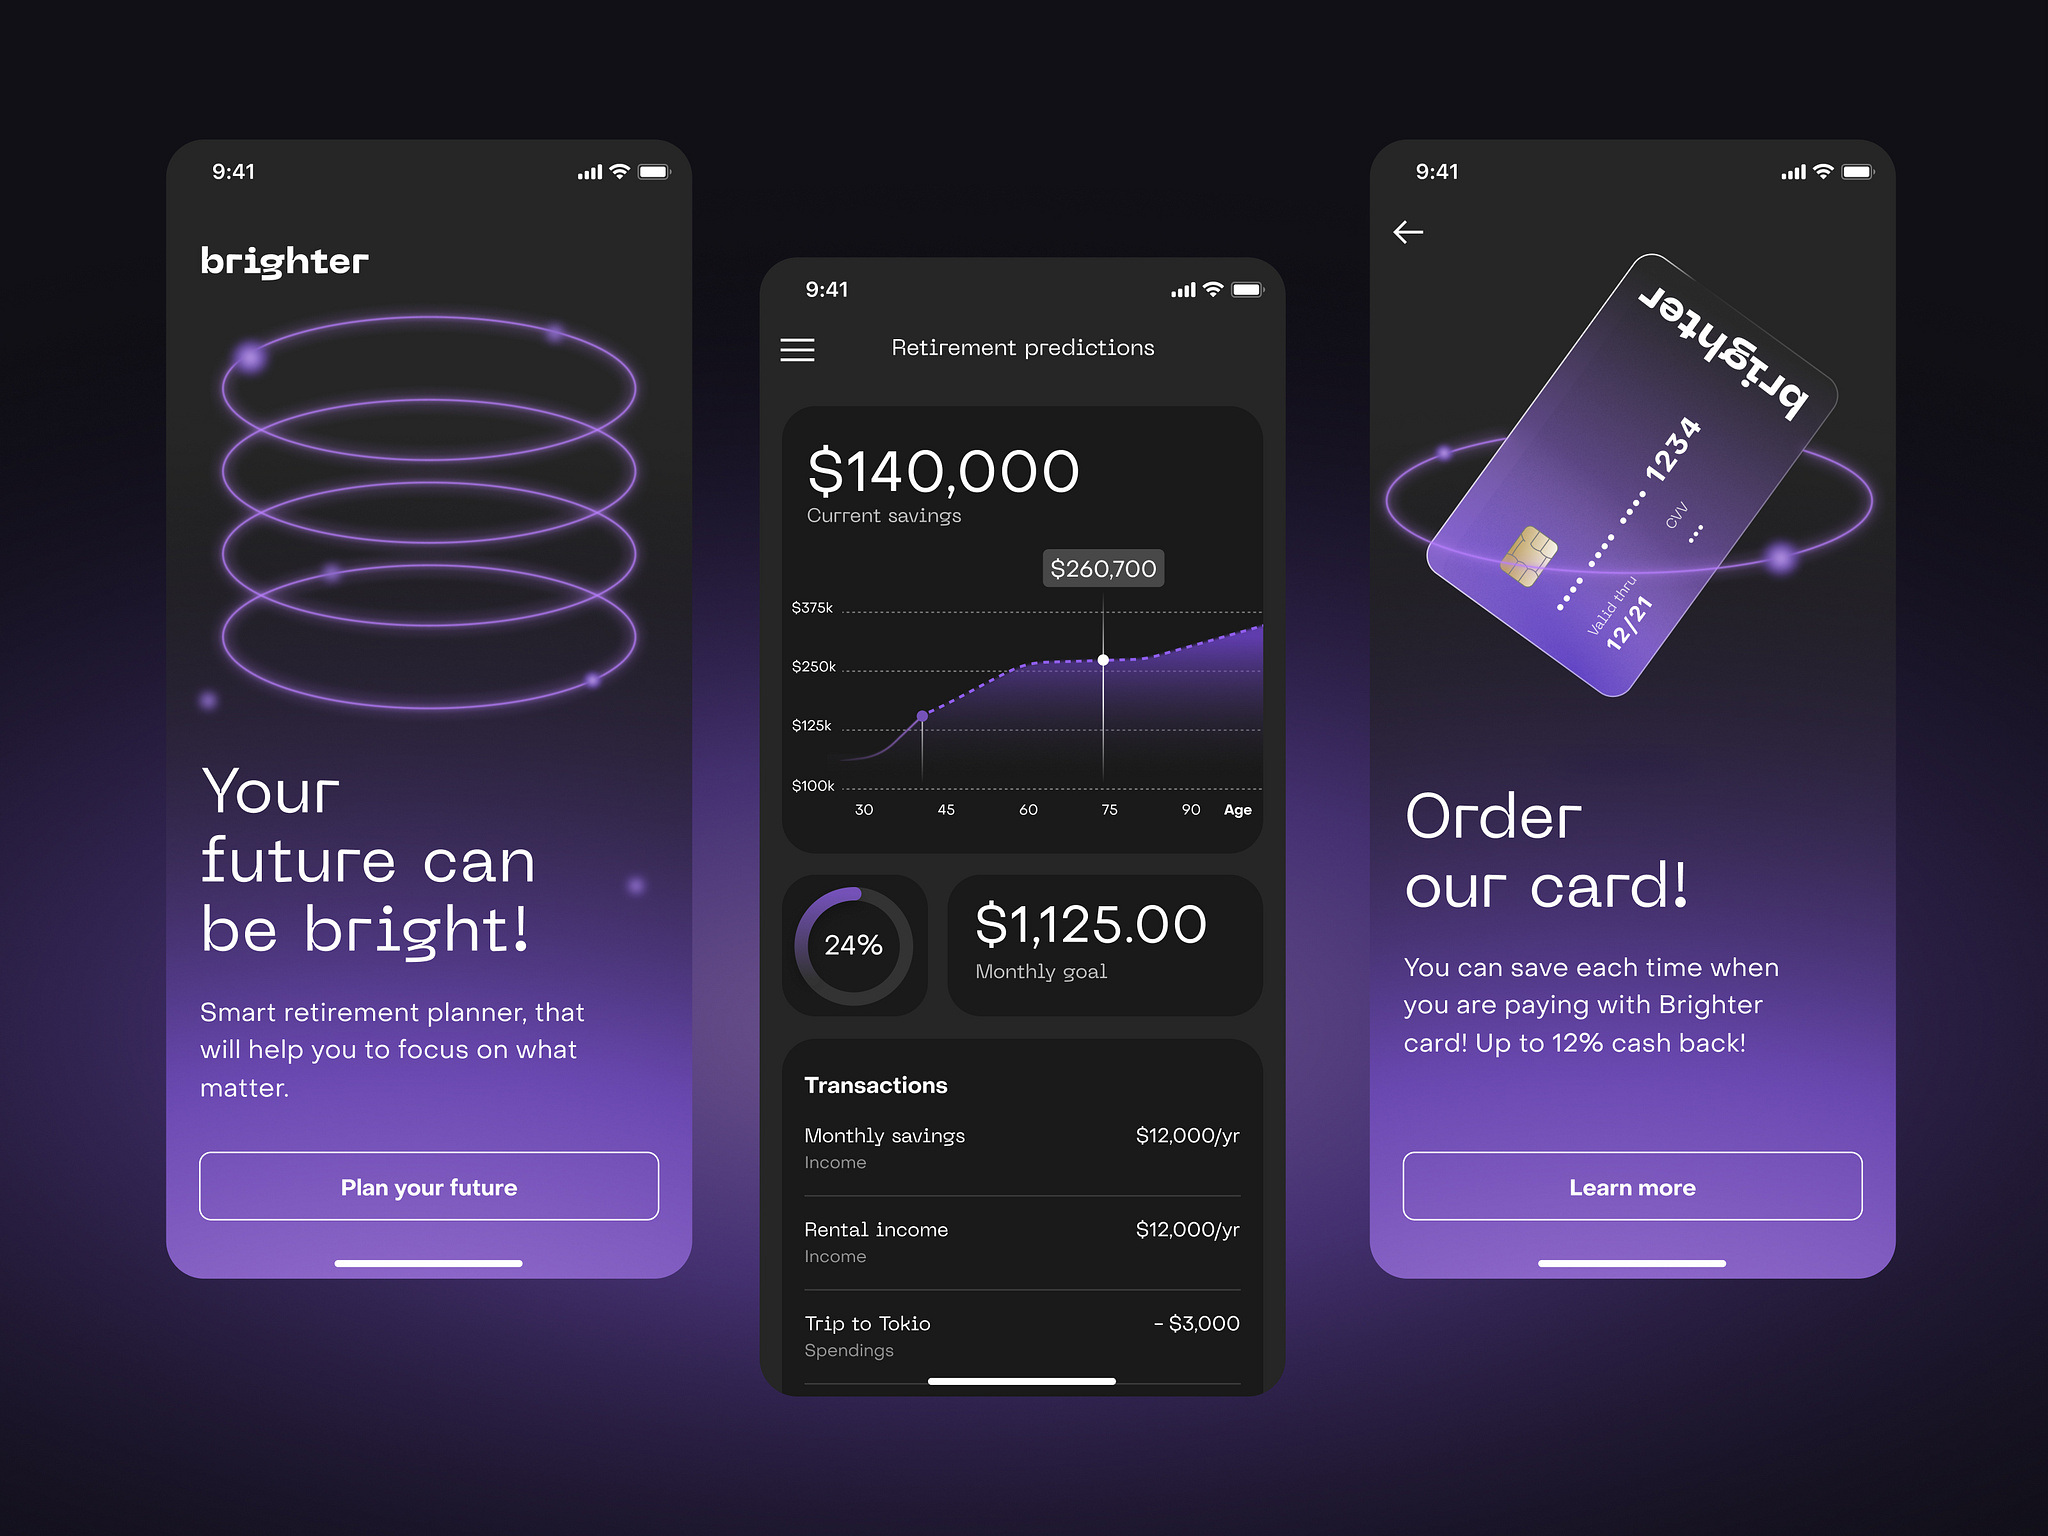 9:41
brighter
Your
future can
be bright!
Smart retirement planner, that
will help you to focus on what
matter.
Plan your future
9:41
Retirement predictions
$140,000
Current savings
$260,700
$375k
$250k
$125k
$100k
30 45 60 75 90 Age
24%
$1,125.00
Monthly goal
Transactions
Monthly savings $12,000/yr
Income
Rental income $12,000/yr
Income
Trip to Tokio - $3,000
Spendings
9:41
brighter
•••• •••• •••• 1234
CVV
•••
Valid thru
12/21
Order
our card!
You can save each time when
you are paying with Brighter
card! Up to 12% cash back!
Learn more